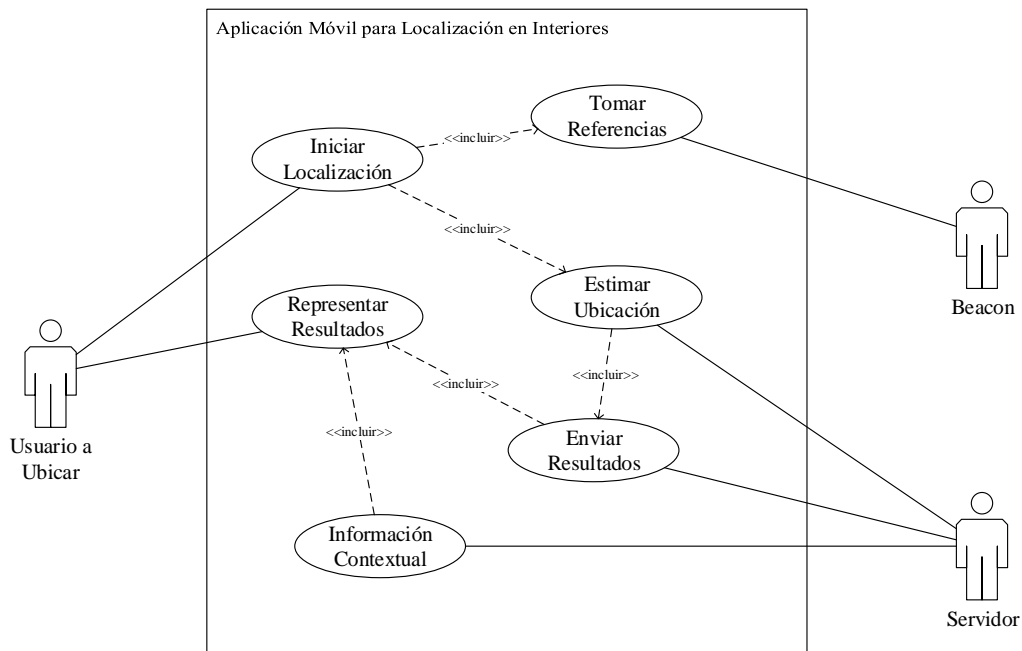 Aplicación Móvil para Localización en Interiores
Tomar
Referencias
<<incluir>>
Iniciar
Localización
<<incluir>>
Estimar
Ubicación
Representar
Resultados
Beacon
<<incluir>>
<<incluir>>
Usuario a
Ubicar
<<incluir>>
Enviar
Resultados
Información
Contextual
Servidor